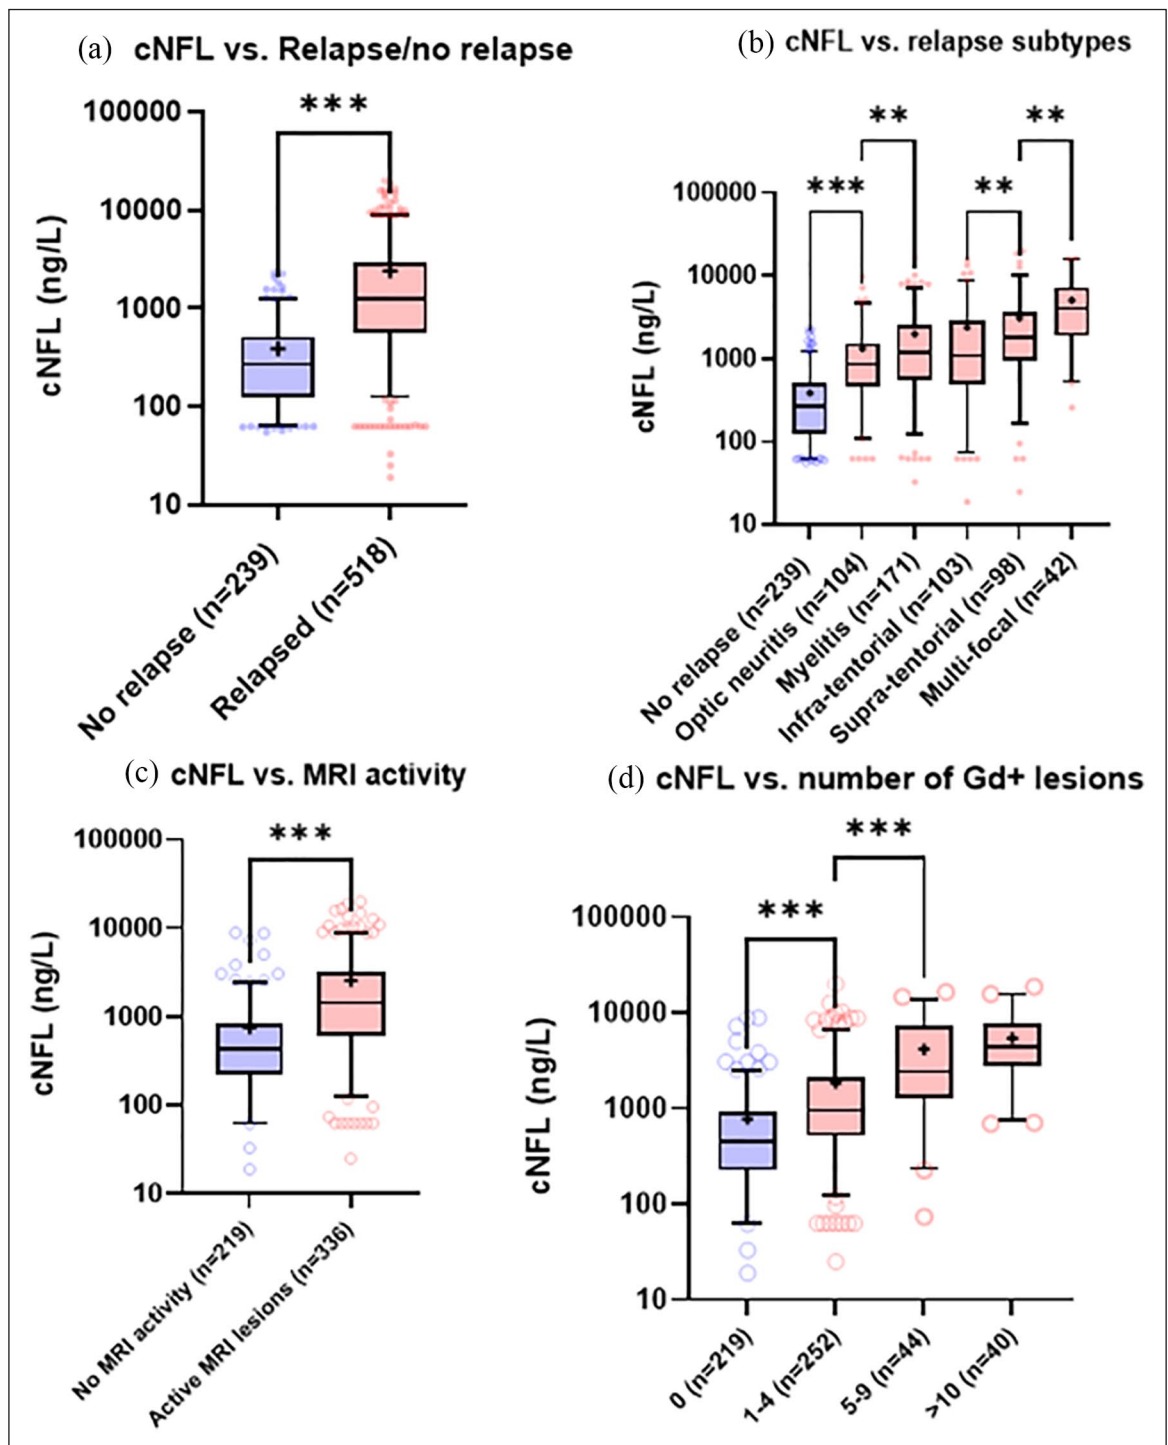 (a) cNFL vs. Relapse/no relapse
***
100000
10000
1000
100
10
cNFL (ng/L)
No relapse (n=239)
Relapsed (n=518)
(b) cNFL vs. relapse subtypes
**
**
***
**
100000
10000
1000
100
10
cNFL (ng/L)
No relapse (n=239)
Optic neuritis (n=104)
Myelitis (n=171)
Infra-tentorial (n=103)
Supra-tentorial (n=98)
Multi-focal (n=42)
(c) cNFL vs. MRI activity
***
100000
10000
1000
100
10
cNFL (ng/L)
No MRI activity (n=219)
Active MRI lesions (n=336)
(d) cNFL vs. number of Gd+ lesions
***
***
100000
10000
1000
100
10
cNFL (ng/L)
0 (n=219)
1-4 (n=252)
5-9 (n=44)
>10 (n=40)